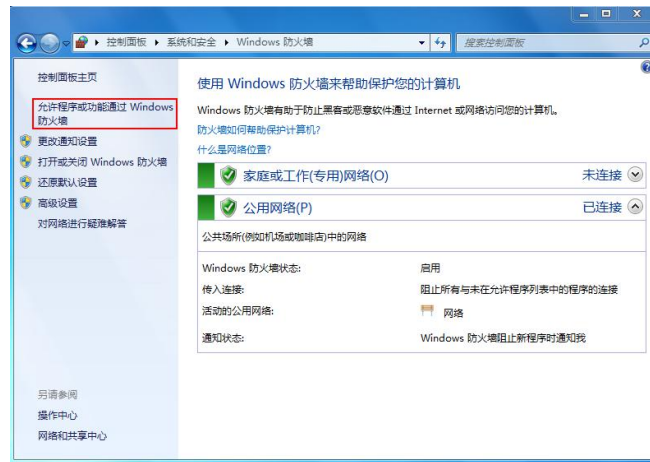 控制面板 ▸ 系统和安全 ▸ Windows 防火墙
搜索控制面板
控制面板主页
允许程序或功能通过 Windows
防火墙
更改通知设置
打开或关闭 Windows 防火墙
还原默认设置
高级设置
对网络进行疑难解答
另请参阅
操作中心
网络和共享中心
使用 Windows 防火墙来帮助保护您的计算机
Windows 防火墙有助于防止黑客或恶意软件通过 Internet 或网络访问您的计算机。
防火墙如何帮助保护计算机?
什么是网络位置?
家庭或工作(专用)网络(O) 未连接
公用网络(P) 已连接
公共场所(例如机场或咖啡店)中的网络
Windows 防火墙状态: 启用
传入连接: 阻止所有与未在允许程序列表中的程序的连接
活动的公用网络: 网络
通知状态: Windows 防火墙阻止新程序时通知我